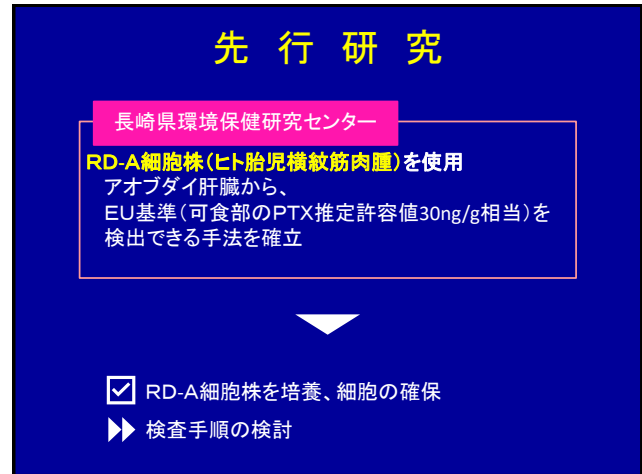 先 行 研 究
長崎県環境保健研究センター
RD-A細胞株(ヒト胎児横紋筋肉腫)を使用
アオブダイ肝臓から、
EU基準(可食部のPTX推定許容値30ng/g相当)を
検出できる手法を確立
RD-A細胞株を培養、細胞の確保
検査手順の検討